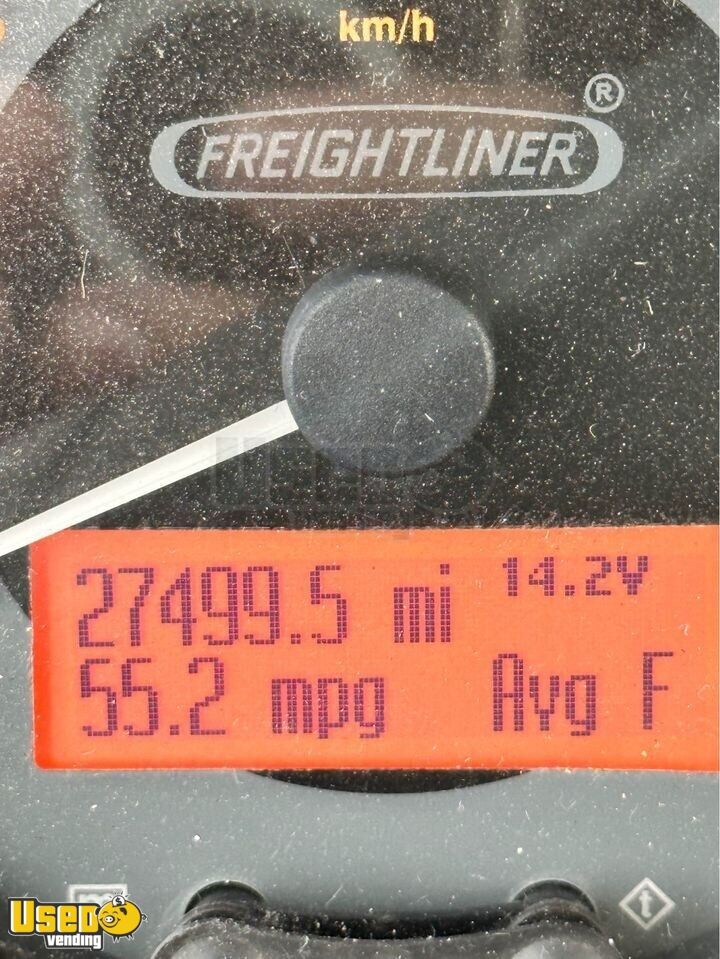 km/h
FREIGHTLINER ®
27499.5 mi 14.2V
55.2 mpg Avg F
USED
vending